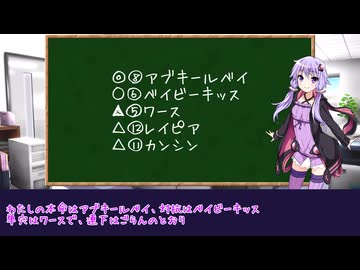 ◎⑧アブキールベイ
○⑥ベイビーキッス
▲⑤ワース
△⑫レイピア
△⑪カンシン
わたしの本命はアブキールベイ、対抗はベイビーキッス
単穴はワースで、連下はごらんのとおり